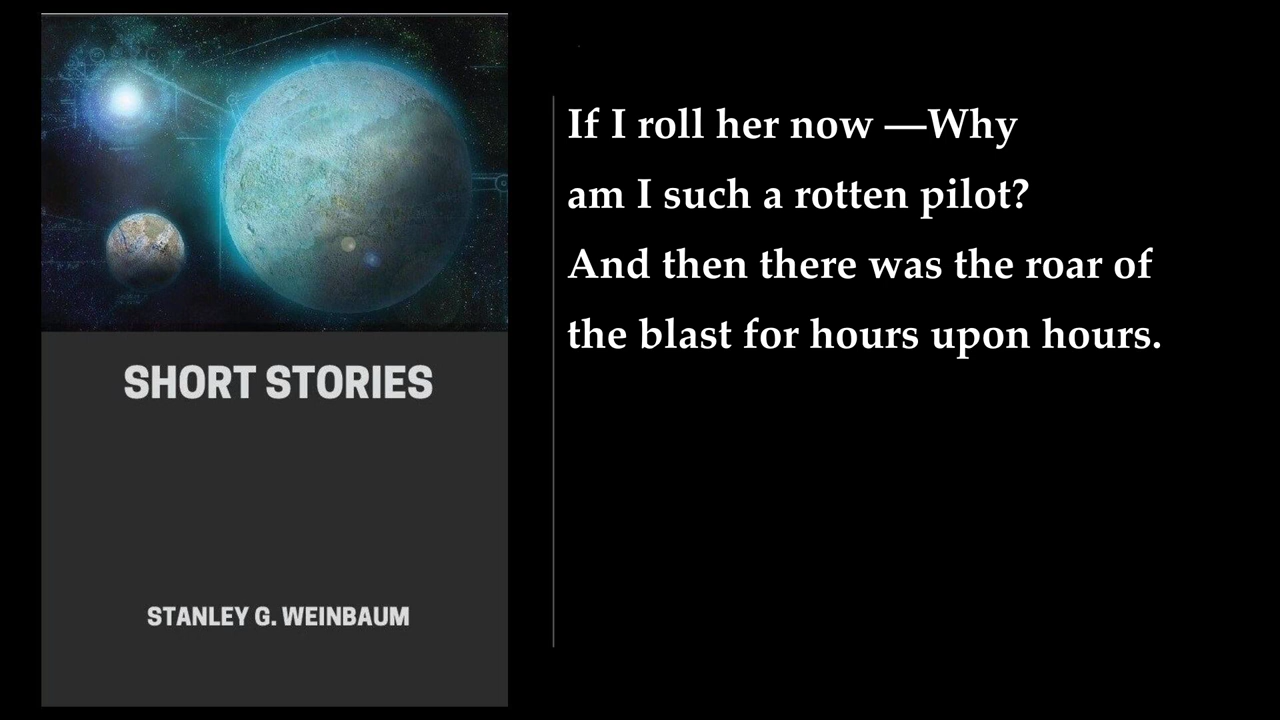 SHORT STORIES
STANLEY G. WEINBAUM
If I roll her now —Why
am I such a rotten pilot?
And then there was the roar of
the blast for hours upon hours.